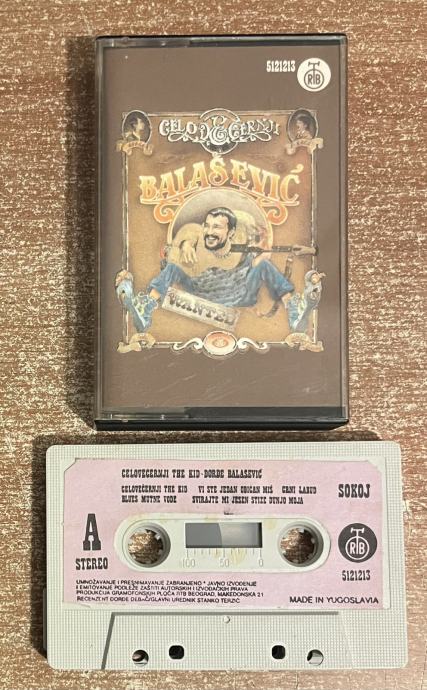 5121213
RTB
CELOVEČERNJI
BALAŠEVIĆ
WANTED
CELOVEČERNJI THE KID-ĐORĐE BALAŠEVIĆ
CELOVEČERNJI THE KID VI STE JEDAN OBIČAN MIŠ CRNI LABUD
BLUES MUTNE VODE SVIRAJTE MI JESEN STIŽE DUNJO MOJA
SOKOJ
A
STEREO
100 50 0
RTB
5121213
UMNOŽAVANJE I PRESNIMAVANJE ZABRANJENO * JAVNO IZVOĐENJE
I EMITOVANJE PODLEŽE ZAŠTITI AUTORSKIH I IZVOĐAČKIH PRAVA
PRODUKCIJA GRAMOFONSKIH PLOČA RTB BEOGRAD, MAKEDONSKA 21
MADE IN YUGOSLAVIA